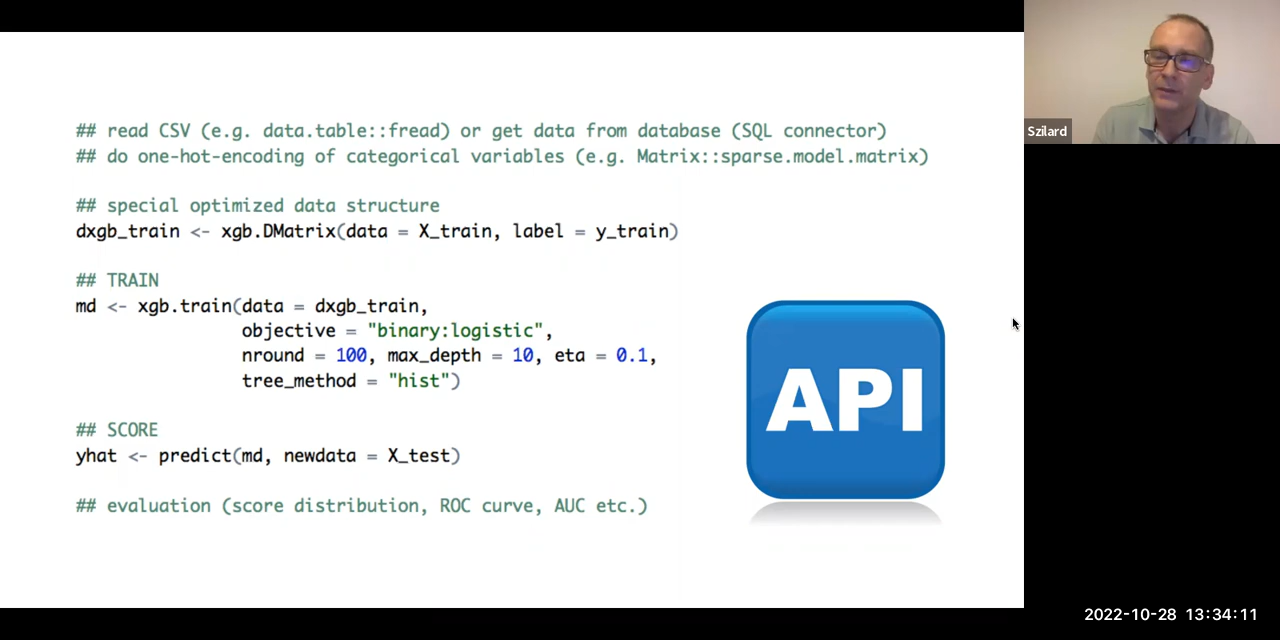 ## read CSV (e.g. data.table::fread) or get data from database (SQL connector)
## do one-hot-encoding of categorical variables (e.g. Matrix::sparse.model.matrix)
## special optimized data structure
dxgb_train <- xgb.DMatrix(data = X_train, label = y_train)
## TRAIN
md <- xgb.train(data = dxgb_train,
objective = "binary:logistic",
nround = 100, max_depth = 10, eta = 0.1,
tree_method = "hist")
## SCORE
yhat <- predict(md, newdata = X_test)
## evaluation (score distribution, ROC curve, AUC etc.)
API
Szilard
2022-10-28 13:34:11